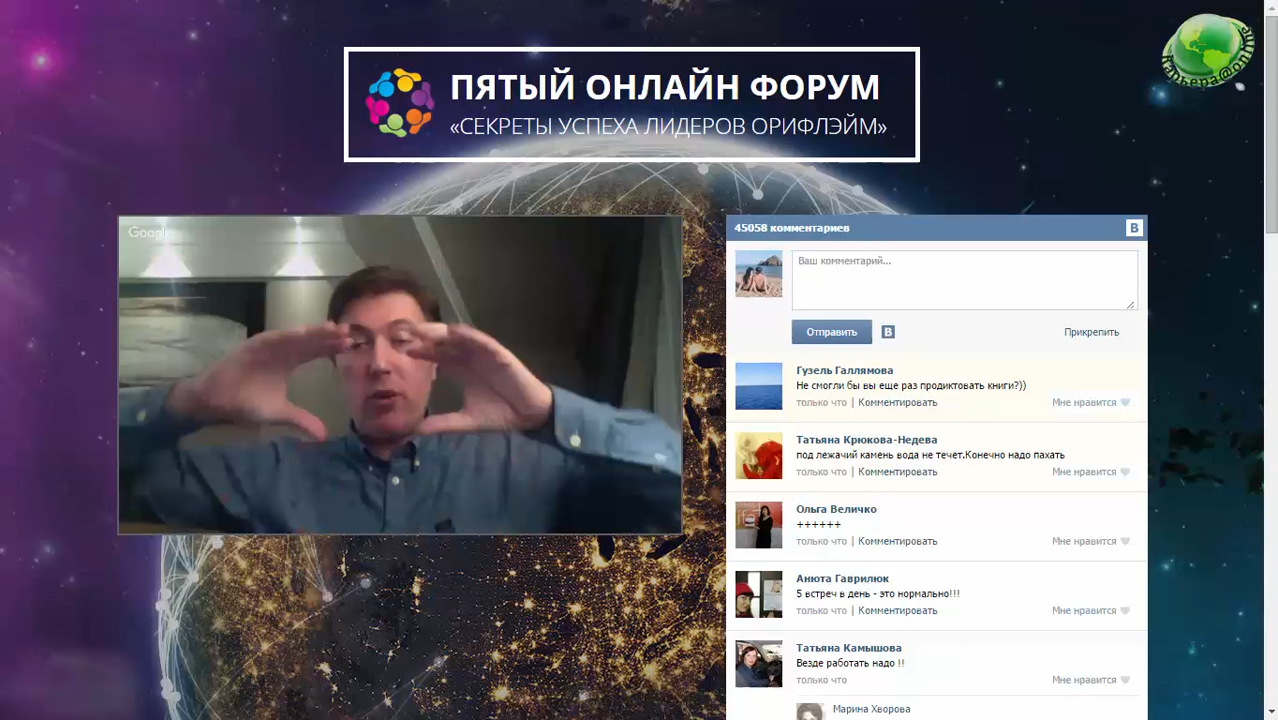 ПЯТЫЙ ОНЛАЙН ФОРУМ
«СЕКРЕТЫ УСПЕХА ЛИДЕРОВ ОРИФЛЭЙМ»
карьера@online
Google
45058 комментариев
B
Ваш комментарий...
Отправить
B
Прикрепить
Гузель Галлямова
Не смогли бы вы еще раз продиктовать книги?))
только что | Комментировать
Мне нравится
Татьяна Крюкова-Недева
под лежачий камень вода не течет.Конечно надо пахать
только что | Комментировать
Мне нравится
Ольга Величко
++++++
только что | Комментировать
Мне нравится
Анюта Гаврилюк
5 встреч в день - это нормально!!!
только что | Комментировать
Мне нравится
Татьяна Камышова
Везде работать надо !!
только что
Мне нравится
Марина Хворова